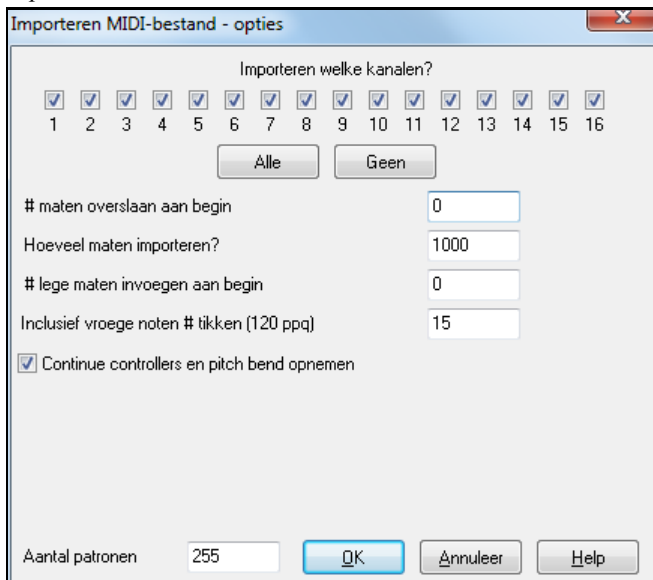 Importeren MIDI-bestand - opties
Importeren welke kanalen?
1 2 3 4 5 6 7 8 9 10 11 12 13 14 15 16
Alle Geen
# maten overslaan aan begin 0
Hoeveel maten importeren? 1000
# lege maten invoegen aan begin 0
Inclusief vroege noten # tikken (120 ppq) 15
Continue controllers en pitch bend opnemen
Aantal patronen 255 OK Annuleer Help